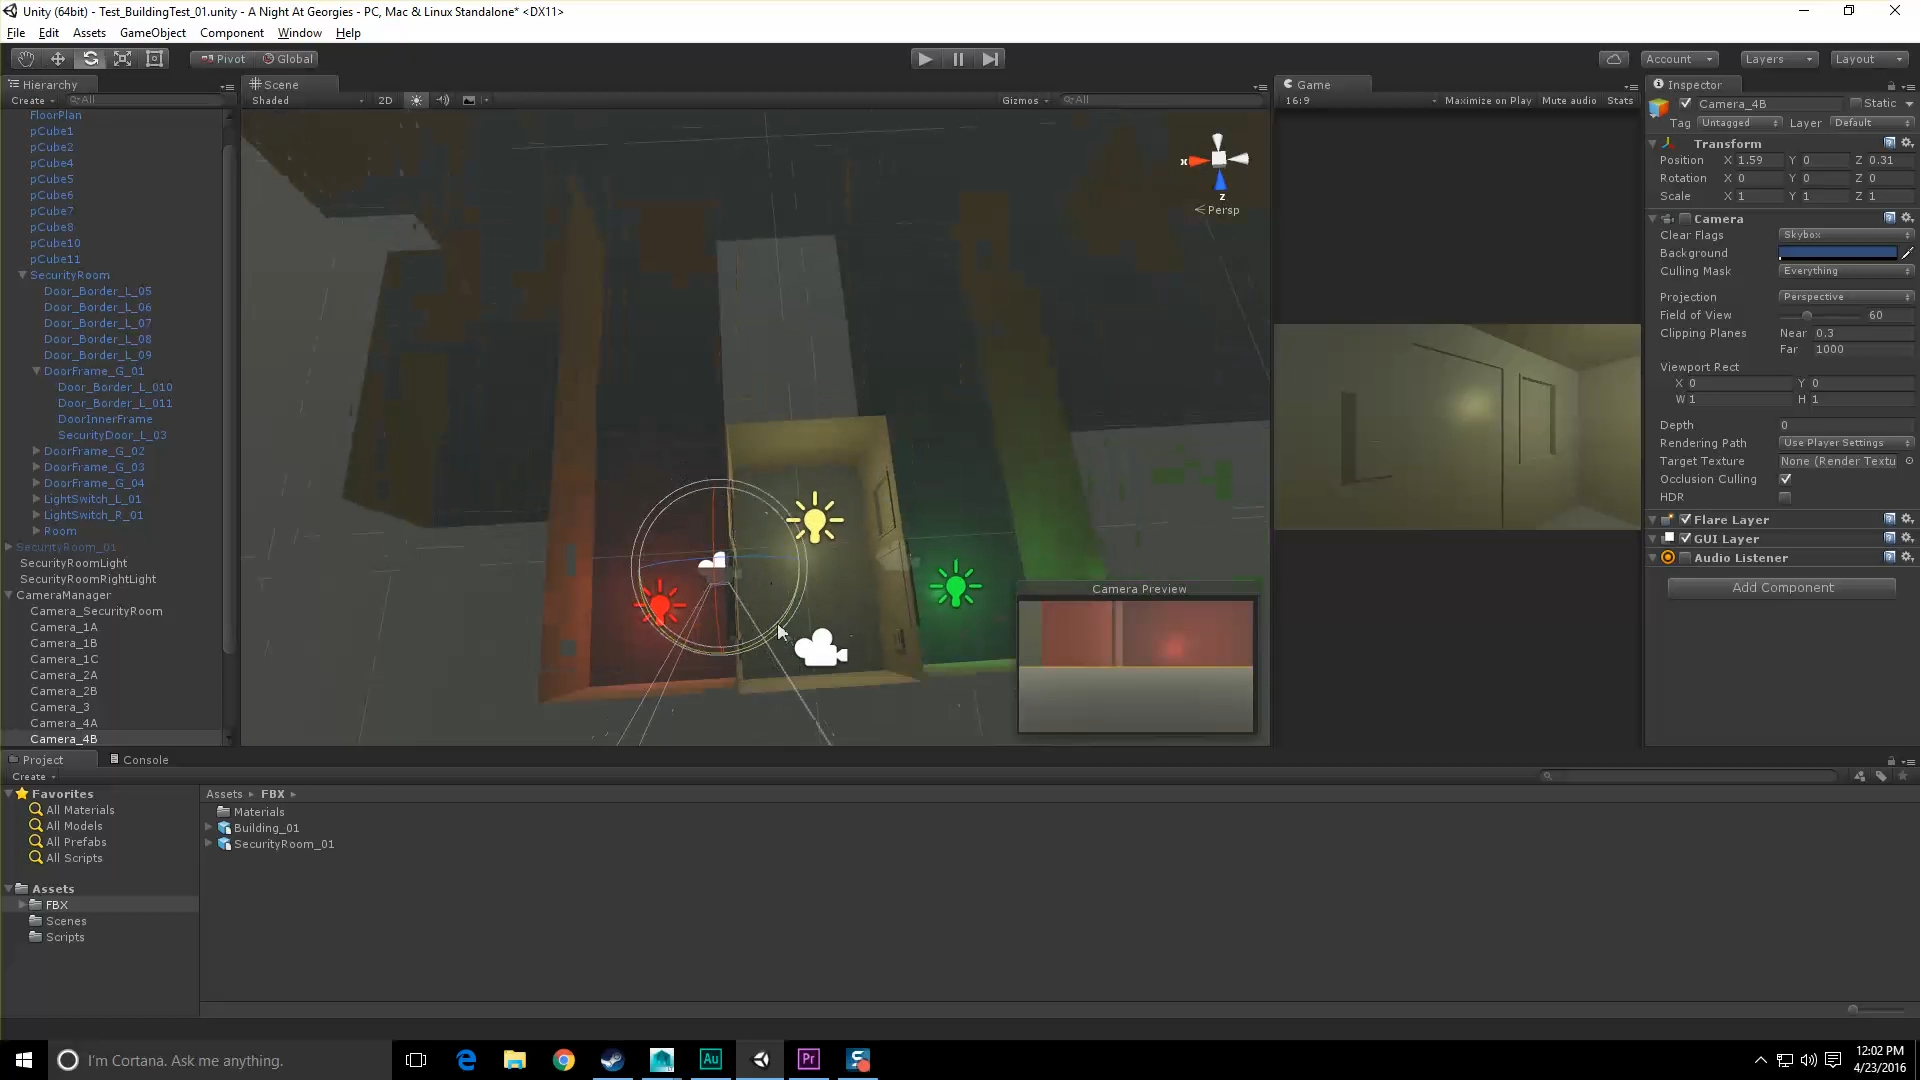 Unity (64bit) - Test_BuildingTest_01.unity - A Night At Georgies - PC, Mac & Linux Standalone* <DX11>
File Edit Assets GameObject Component Window Help
Pivot Global Account Layers Layout
Hierarchy
Create All
FloorPlan
pCube1
pCube2
pCube4
pCube5
pCube6
pCube7
pCube8
pCube10
pCube11
SecurityRoom
Door_Border_L_05
Door_Border_L_06
Door_Border_L_07
Door_Border_L_08
Door_Border_L_09
DoorFrame_G_01
Door_Border_L_010
Door_Border_L_011
DoorInnerFrame
SecurityDoor_L_03
DoorFrame_G_02
DoorFrame_G_03
DoorFrame_G_04
LightSwitch_L_01
LightSwitch_R_01
Room
SecurityRoom_01
SecurityRoomLight
SecurityRoomRightLight
CameraManager
Camera_SecurityRoom
Camera_1A
Camera_1B
Camera_1C
Camera_2A
Camera_2B
Camera_3
Camera_4A
Camera_4B
Scene
Shaded 2D Gizmos All
x
z
Persp
Camera Preview
Game
16:9 Maximize on Play Mute audio Stats
Inspector
Camera_4B Static
Tag Untagged Layer Default
Transform
Position X 1.59 Y 0 Z 0.31
Rotation X 0 Y 0 Z 0
Scale X 1 Y 1 Z 1
Camera
Clear Flags Skybox
Background
Culling Mask Everything
Projection Perspective
Field of View 60
Clipping Planes Near 0.3
Far 1000
Viewport Rect
X 0 Y 0
W 1 H 1
Depth 0
Rendering Path Use Player Settings
Target Texture None (Render Textu
Occlusion Culling
HDR
Flare Layer
GUI Layer
Audio Listener
Add Component
Project Console
Create
Favorites
All Materials
All Models
All Prefabs
All Scripts
Assets
FBX
Scenes
Scripts
Assets FBX
Materials
Building_01
SecurityRoom_01
I'm Cortana. Ask me anything.
Au
Pr
12:02 PM
4/23/2016